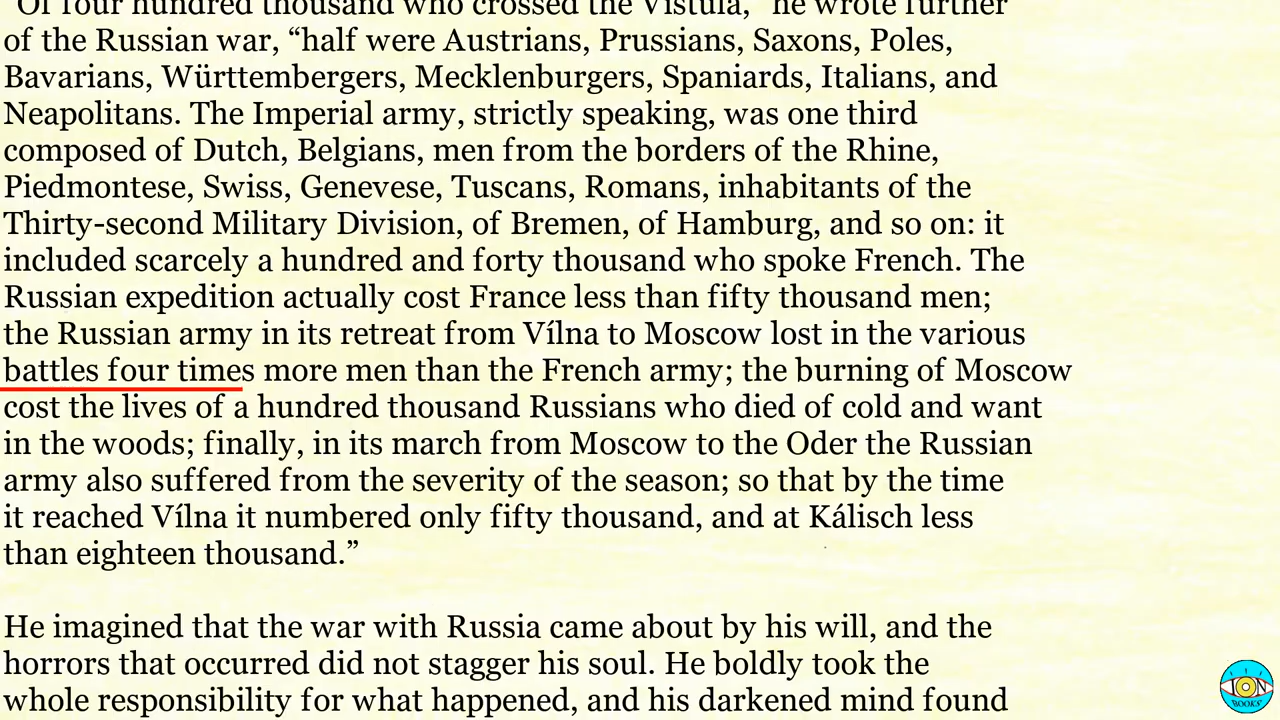 “Of four hundred thousand who crossed the Vistula,” he wrote further
of the Russian war, “half were Austrians, Prussians, Saxons, Poles,
Bavarians, Württembergers, Mecklenburgers, Spaniards, Italians, and
Neapolitans. The Imperial army, strictly speaking, was one third
composed of Dutch, Belgians, men from the borders of the Rhine,
Piedmontese, Swiss, Genevese, Tuscans, Romans, inhabitants of the
Thirty-second Military Division, of Bremen, of Hamburg, and so on: it
included scarcely a hundred and forty thousand who spoke French. The
Russian expedition actually cost France less than fifty thousand men;
the Russian army in its retreat from Vílna to Moscow lost in the various
battles four times more men than the French army; the burning of Moscow
cost the lives of a hundred thousand Russians who died of cold and want
in the woods; finally, in its march from Moscow to the Oder the Russian
army also suffered from the severity of the season; so that by the time
it reached Vílna it numbered only fifty thousand, and at Kálisch less
than eighteen thousand.”
He imagined that the war with Russia came about by his will, and the
horrors that occurred did not stagger his soul. He boldly took the
whole responsibility for what happened, and his darkened mind found
ION
BOOKS